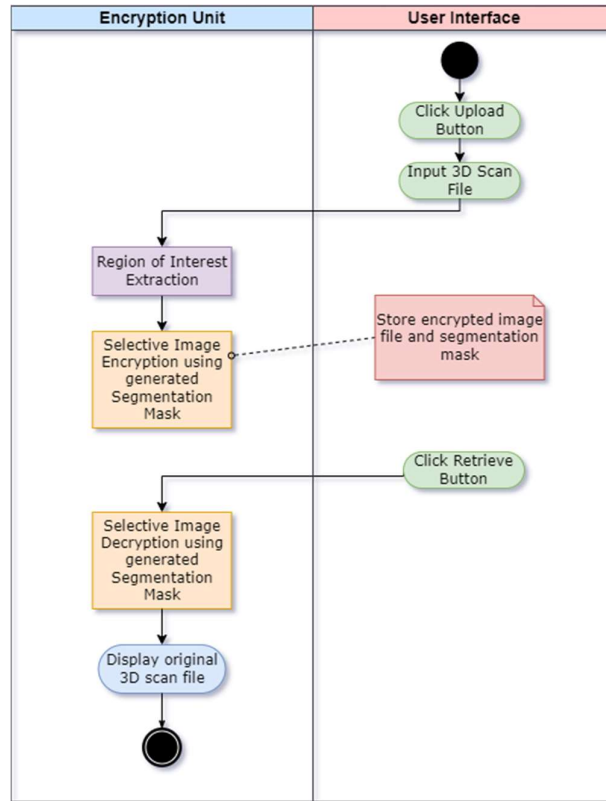 Encryption Unit
User Interface
Click Upload
Button
Input 3D Scan
File
Region of Interest
Extraction
Selective Image
Encryption using
generated
Segmentation
Mask
Store encrypted image
file and segmentation
mask
Click Retrieve
Button
Selective Image
Decryption using
generated
Segmentation
Mask
Display original
3D scan file